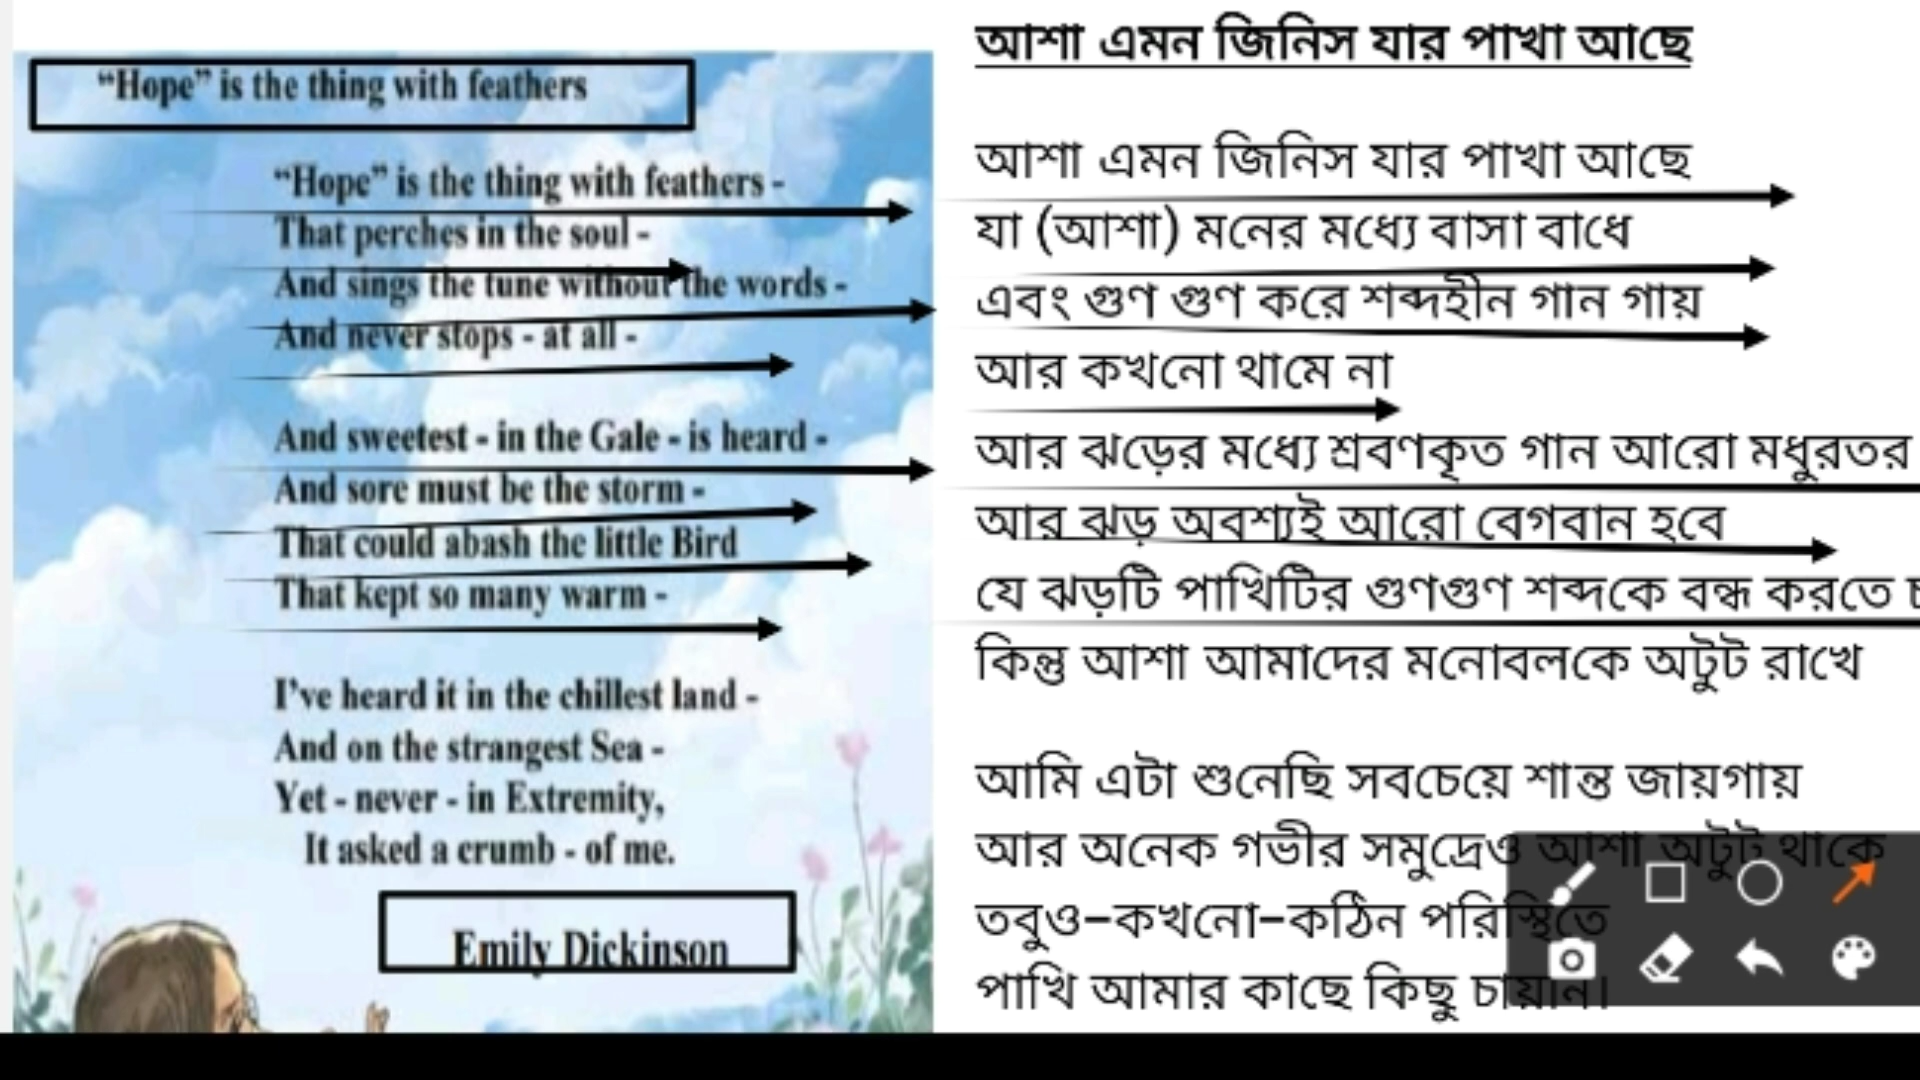 “Hope” is the thing with feathers
“Hope” is the thing with feathers -
That perches in the soul -
And sings the tune without the words -
And never stops - at all -
And sweetest - in the Gale - is heard -
And sore must be the storm -
That could abash the little Bird
That kept so many warm -
I’ve heard it in the chillest land -
And on the strangest Sea -
Yet - never - in Extremity,
It asked a crumb - of me.
Emily Dickinson
আশা এমন জিনিস যার পাখা আছে
আশা এমন জিনিস যার পাখা আছে
যা (আশা) মনের মধ্যে বাসা বাধে
এবং গুণ গুণ করে শব্দহীন গান গায়
আর কখনো থামে না
আর ঝড়ের মধ্যে শ্রবণকৃত গান আরো মধুরতর
আর ঝড় অবশ্যই আরো বেগবান হবে
যে ঝড়টি পাখিটির গুণগুণ শব্দকে বন্ধ করতে
কিন্তু আশা আমাদের মনোবলকে অটুট রাখে
আমি এটা শুনেছি সবচেয়ে শান্ত জায়গায়
আর অনেক গভীর সমুদ্রেও আশা অটুট থাকে
তবুও–কখনো–কঠিন পরিস্থিতে
পাখি আমার কাছে কিছু চায়নি।